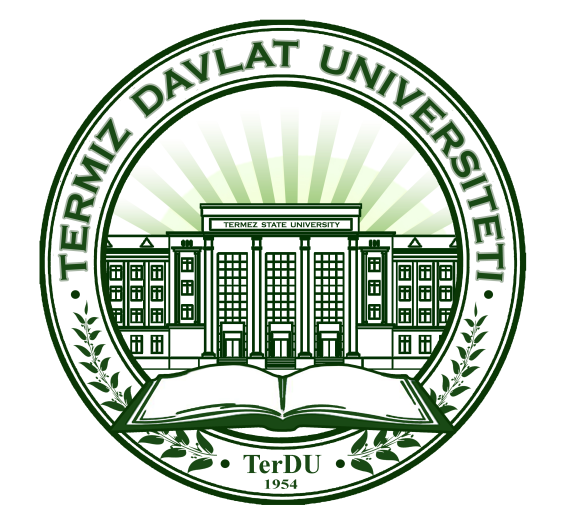 TERMIZ DAVLAT UNIVERSITETI
TERMEZ STATE UNIVERSITY
TerDU
1954